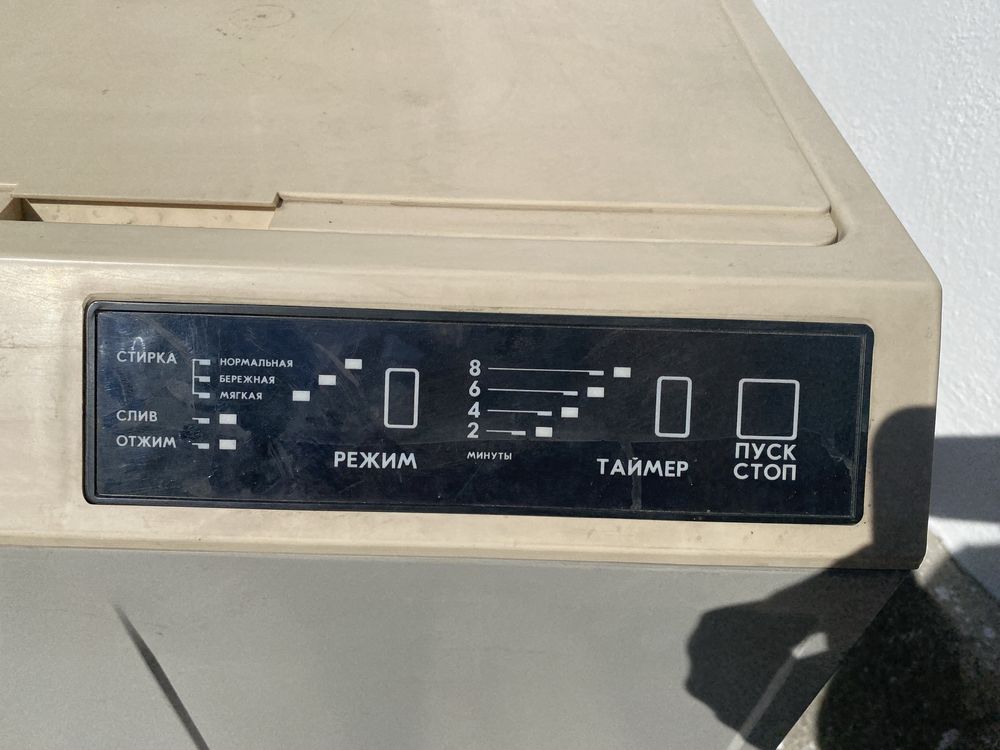 СТИРКА
НОРМАЛЬНАЯ
БЕРЕЖНАЯ
МЯГКАЯ
СЛИВ
ОТЖИМ
РЕЖИМ
8
6
4
2
МИНУТЫ
ТАЙМЕР
ПУСК
СТОП